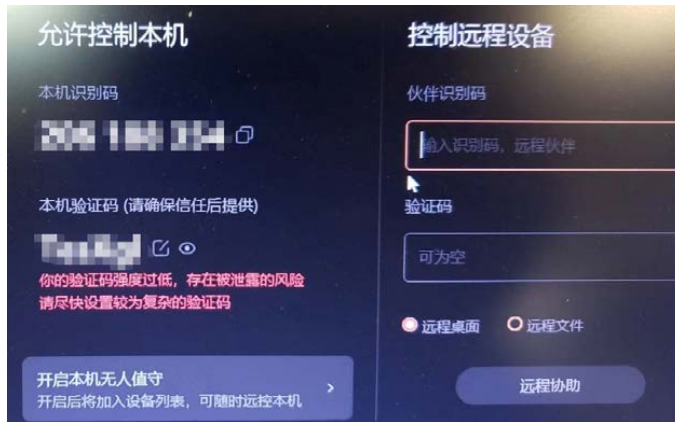 允许控制本机
本机识别码
本机验证码 (请确保信任后提供)
你的验证码强度过低，存在被泄露的风险
请尽快设置较为复杂的验证码
开启本机无人值守
开启后将加入设备列表，可随时远控本机
控制远程设备
伙伴识别码
输入识别码，远程伙伴
验证码
可为空
远程桌面 远程文件
远程协助